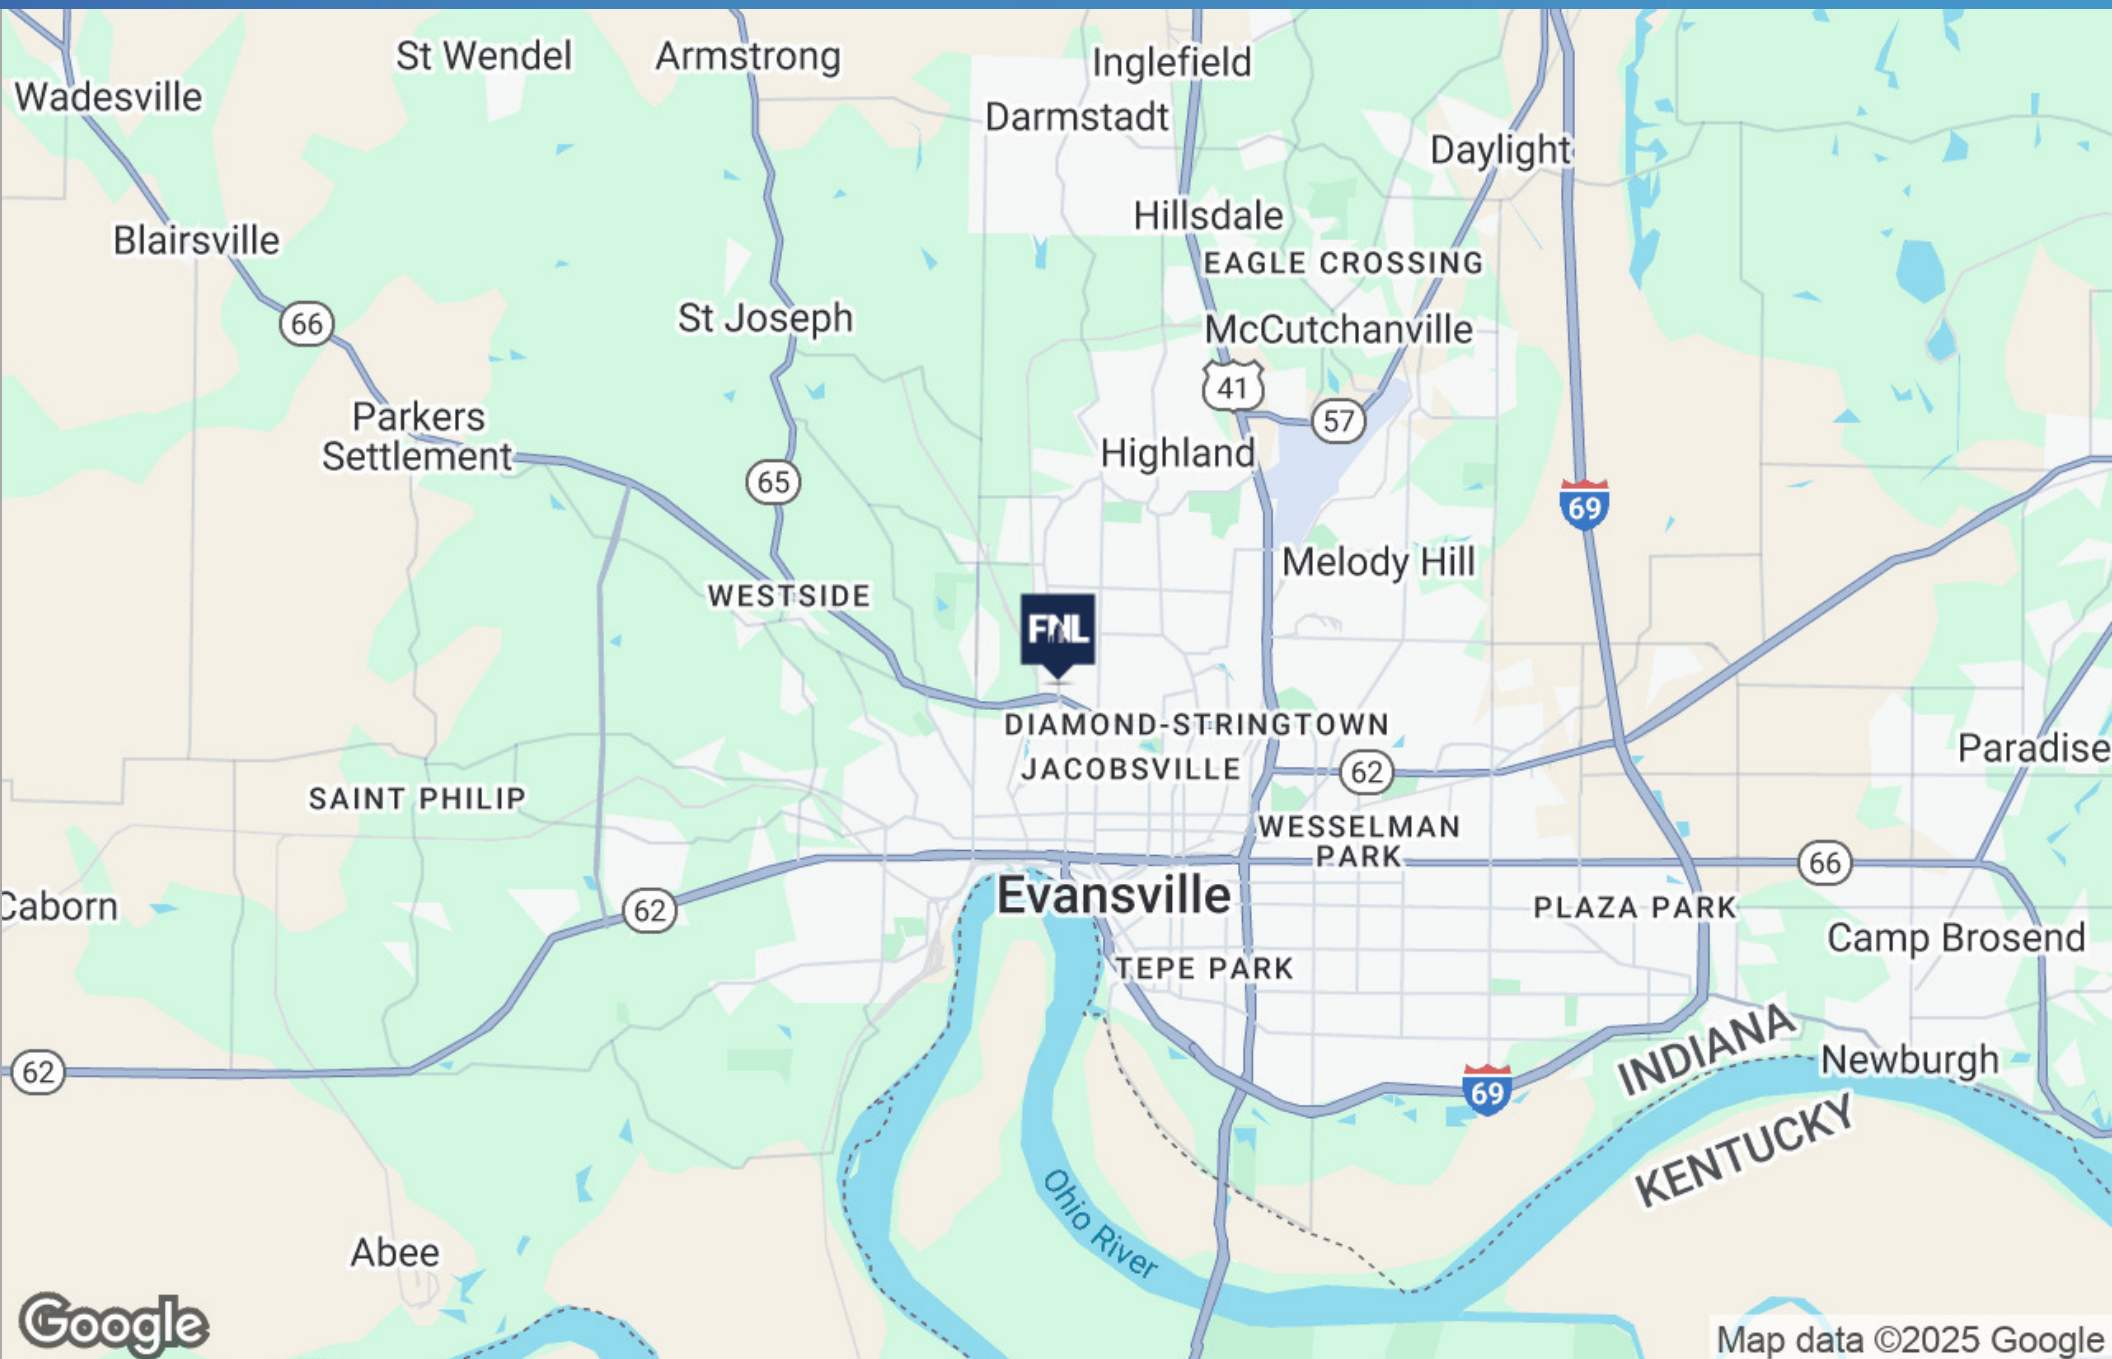 St Wendel
Armstrong
Inglefield
Wadesville
Darmstadt
Daylight
Hillsdale
Blairsville
EAGLE CROSSING
St Joseph
66
McCutchanville
41
57
Parkers
Settlement
Highland
65
69
Melody Hill
WESTSIDE
FNL
DIAMOND-STRINGTOWN
Paradise
JACOBSVILLE
62
SAINT PHILIP
WESSELMAN
PARK
66
Evansville
Caborn
62
PLAZA PARK
Camp Brosend
TEPE PARK
INDIANA
Newburgh
62
69
KENTUCKY
Ohio River
Abee
Google
Map data ©2025 Google